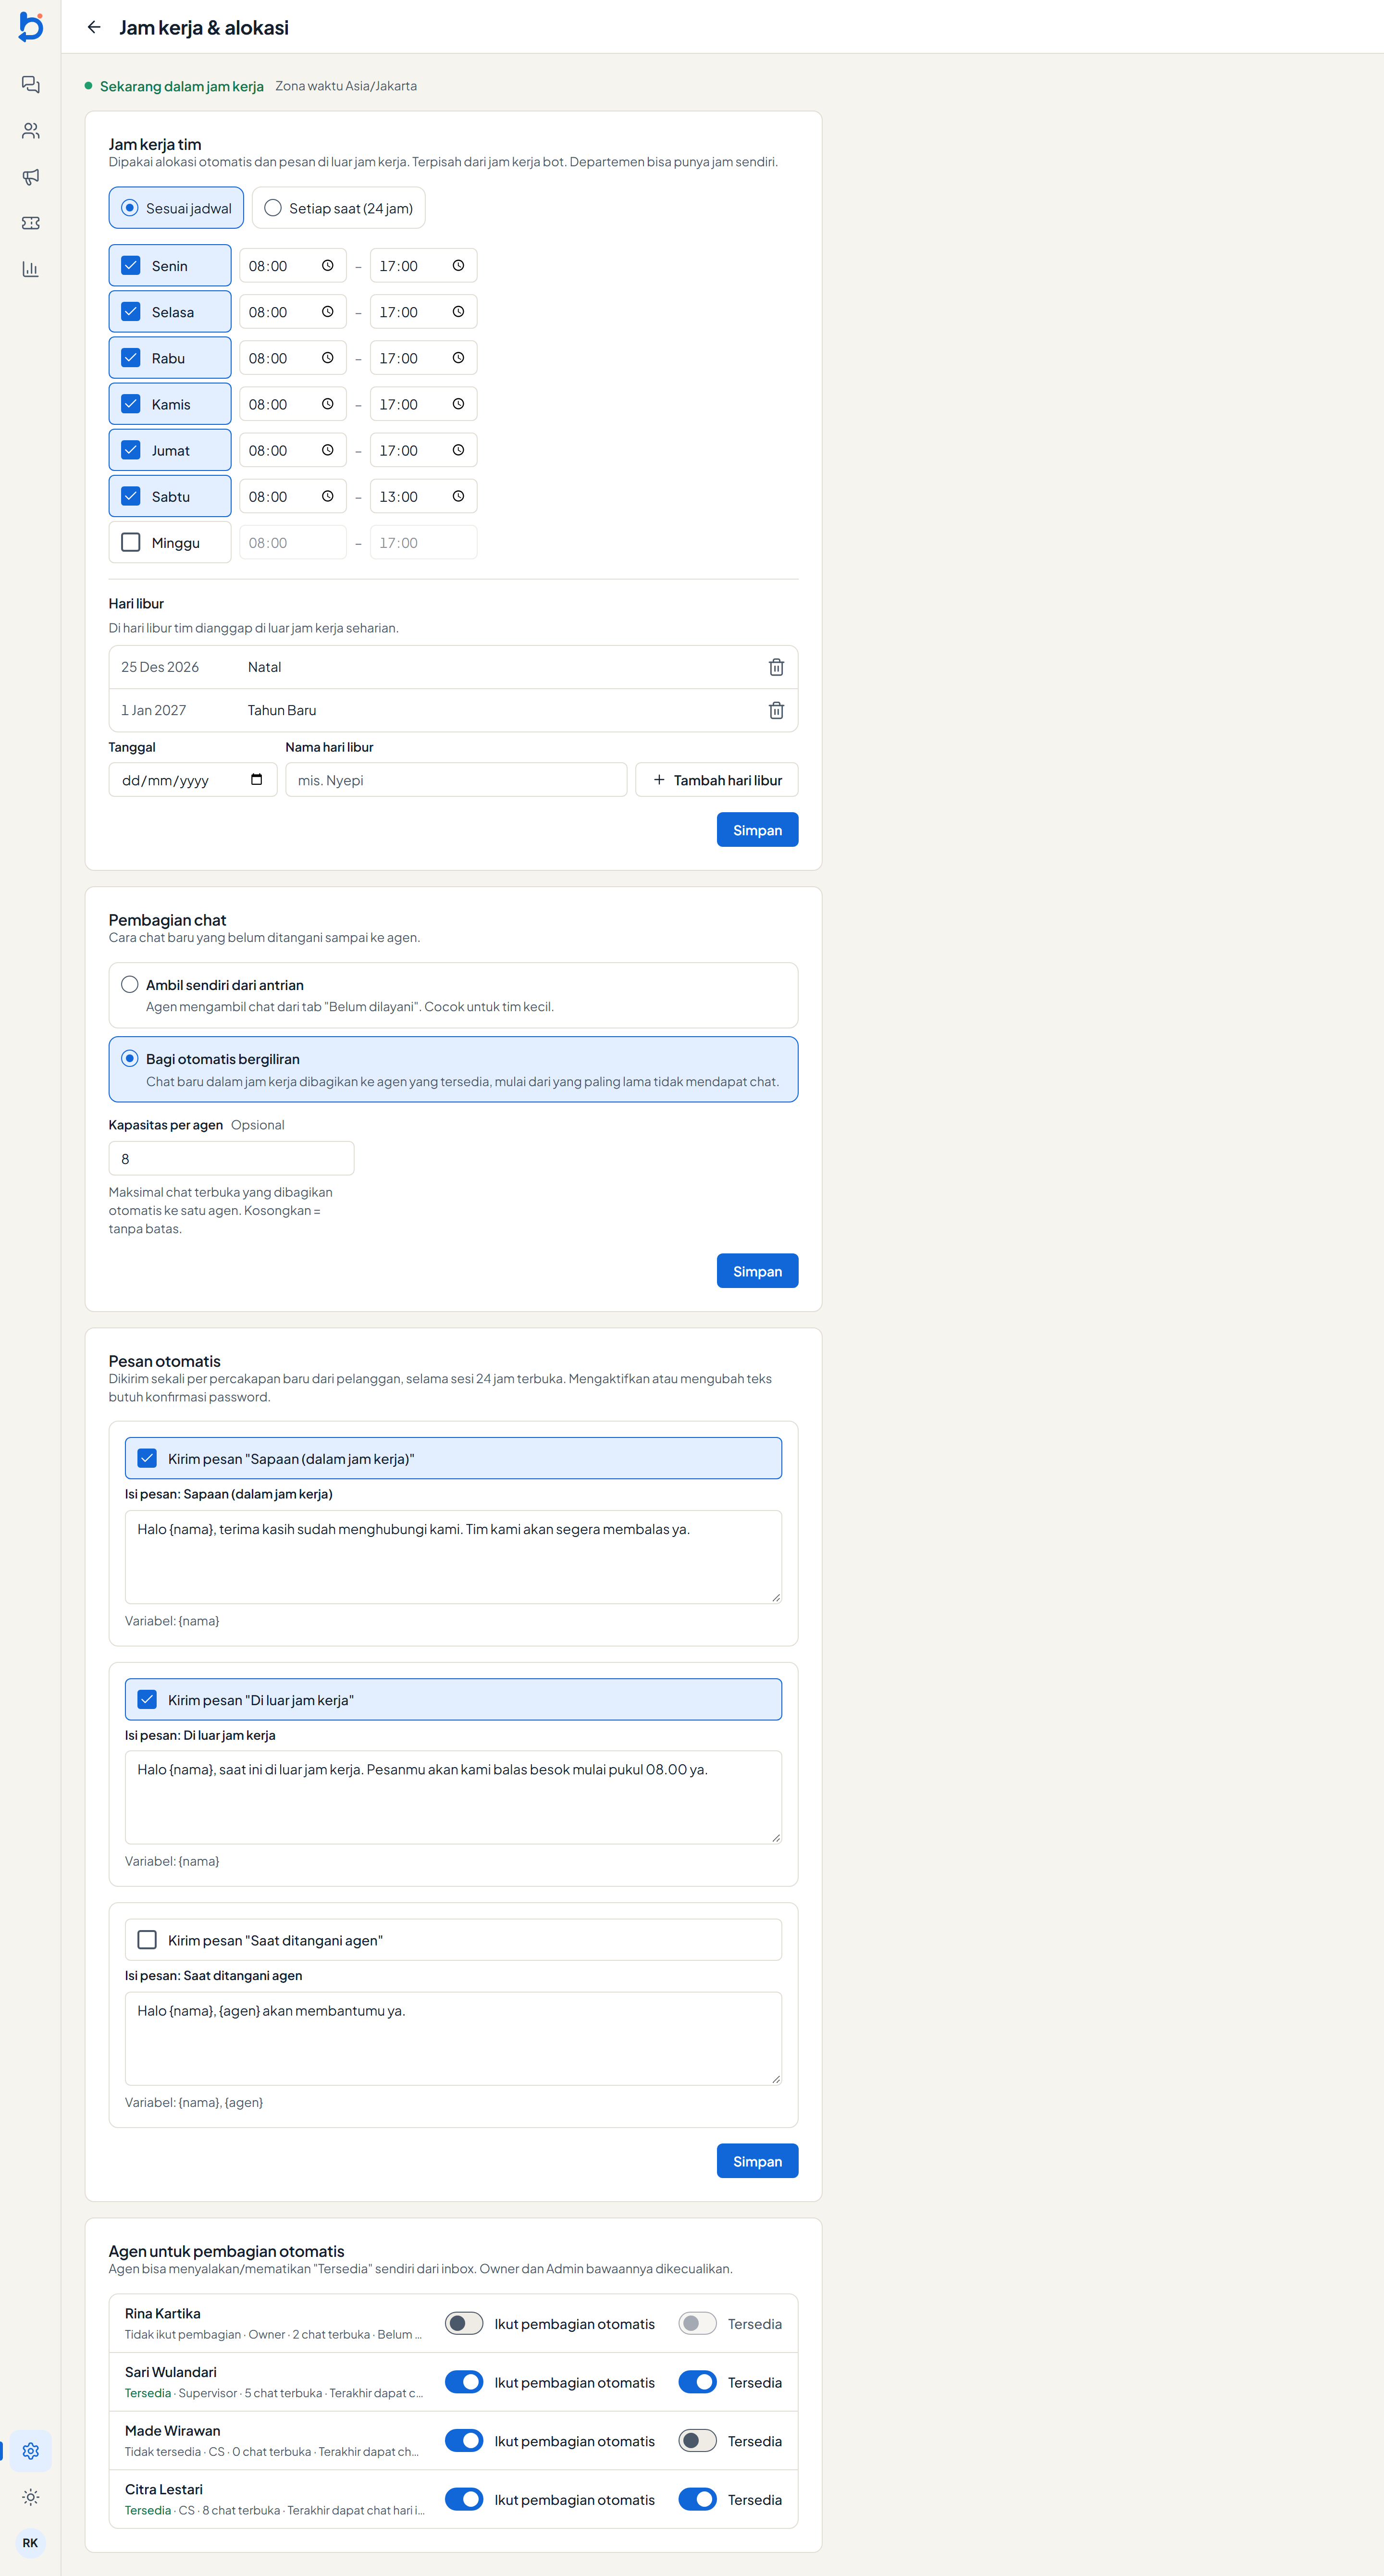 Jam kerja & alokasi
Sekarang dalam jam kerja Zona waktu Asia/Jakarta
Jam kerja tim
Dipakai alokasi otomatis dan pesan di luar jam kerja. Terpisah dari jam kerja bot. Departemen bisa punya jam sendiri.
Sesuai jadwal Setiap saat (24 jam)
Senin 08:00 – 17:00
Selasa 08:00 – 17:00
Rabu 08:00 – 17:00
Kamis 08:00 – 17:00
Jumat 08:00 – 17:00
Sabtu 08:00 – 13:00
Minggu 08:00 – 17:00
Hari libur
Di hari libur tim dianggap di luar jam kerja seharian.
25 Des 2026 Natal
1 Jan 2027 Tahun Baru
Tanggal Nama hari libur
dd/mm/yyyy mis. Nyepi + Tambah hari libur
Simpan
Pembagian chat
Cara chat baru yang belum ditangani sampai ke agen.
Ambil sendiri dari antrian
Agen mengambil chat dari tab "Belum dilayani". Cocok untuk tim kecil.
Bagi otomatis bergiliran
Chat baru dalam jam kerja dibagikan ke agen yang tersedia, mulai dari yang paling lama tidak mendapat chat.
Kapasitas per agen Opsional
8
Maksimal chat terbuka yang dibagikan
otomatis ke satu agen. Kosongkan =
tanpa batas.
Simpan
Pesan otomatis
Dikirim sekali per percakapan baru dari pelanggan, selama sesi 24 jam terbuka. Mengaktifkan atau mengubah teks
butuh konfirmasi password.
Kirim pesan "Sapaan (dalam jam kerja)"
Isi pesan: Sapaan (dalam jam kerja)
Halo {nama}, terima kasih sudah menghubungi kami. Tim kami akan segera membalas ya.
Variabel: {nama}
Kirim pesan "Di luar jam kerja"
Isi pesan: Di luar jam kerja
Halo {nama}, saat ini di luar jam kerja. Pesanmu akan kami balas besok mulai pukul 08.00 ya.
Variabel: {nama}
Kirim pesan "Saat ditangani agen"
Isi pesan: Saat ditangani agen
Halo {nama}, {agen} akan membantumu ya.
Variabel: {nama}, {agen}
Simpan
Agen untuk pembagian otomatis
Agen bisa menyalakan/mematikan "Tersedia" sendiri dari inbox. Owner dan Admin bawaannya dikecualikan.
Rina Kartika
Tidak ikut pembagian · Owner · 2 chat terbuka · Belum ... Ikut pembagian otomatis Tersedia
Sari Wulandari
Tersedia · Supervisor · 5 chat terbuka · Terakhir dapat c... Ikut pembagian otomatis Tersedia
Made Wirawan
Tidak tersedia · CS · 0 chat terbuka · Terakhir dapat ch... Ikut pembagian otomatis Tersedia
Citra Lestari
Tersedia · CS · 8 chat terbuka · Terakhir dapat chat hari i... Ikut pembagian otomatis Tersedia
RK